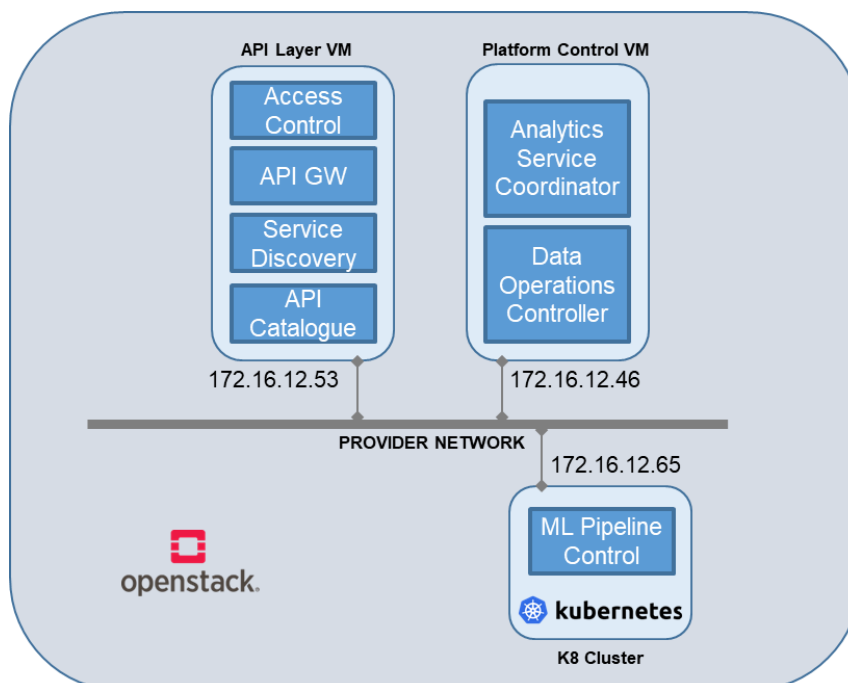 API Layer VM
Platform Control VM
Access
Control
API GW
Service
Discovery
API
Catalogue
Analytics
Service
Coordinator
Data
Operations
Controller
172.16.12.53
172.16.12.46
PROVIDER NETWORK
172.16.12.65
ML Pipeline
Control
openstack.
kubernetes
K8 Cluster